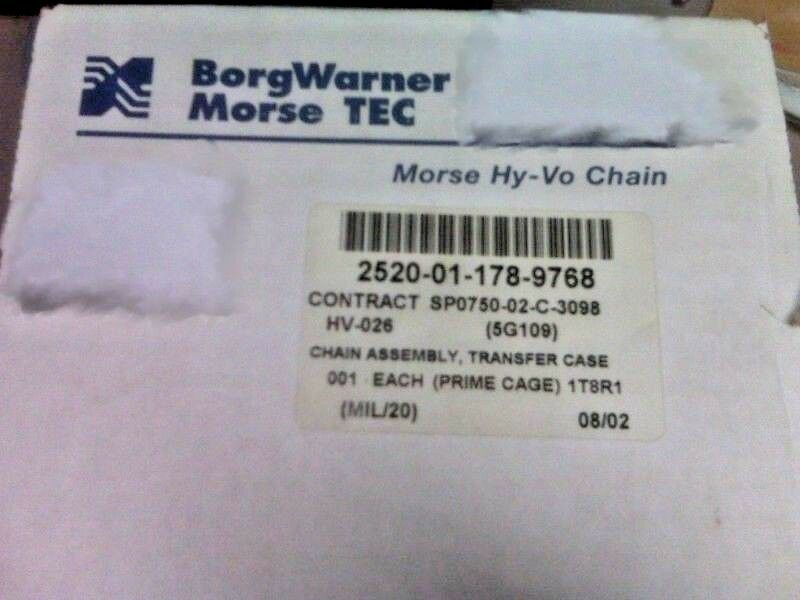 BorgWarner
Morse TEC
Morse Hy-Vo Chain
2520-01-178-9768
CONTRACT SP0750-02-C-3098
HV-026 (5G109)
CHAIN ASSEMBLY, TRANSFER CASE
001 EACH (PRIME CAGE) 1T8R1
(MIL/20) 08/02